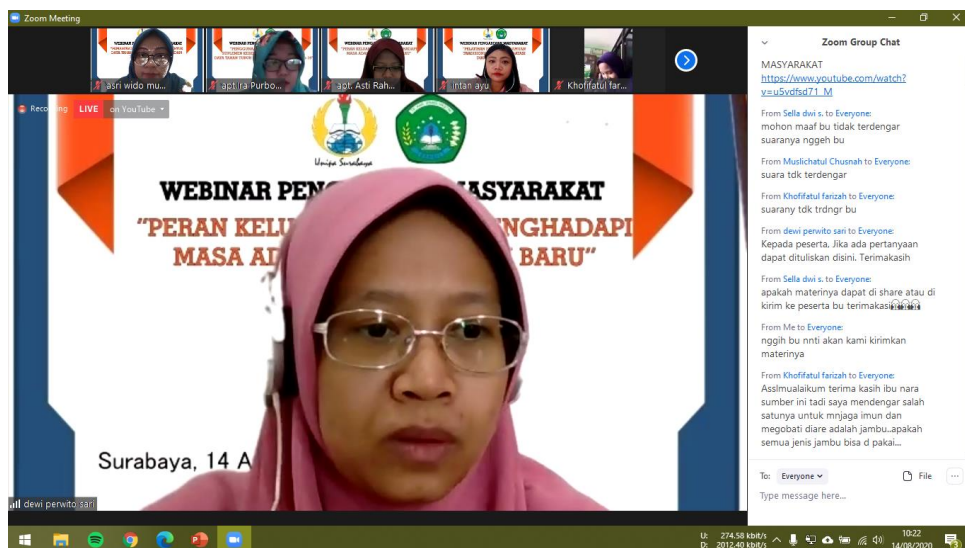 Zoom Meeting
asri wido mu...
apt ira Purbo...
apt. Asti Rah...
intan ayu
Khofifatul far...
Recording
LIVE on YouTube
Unipa Surabaya
WEBINAR PENG MASYARAKAT
"PERAN KELU NGHADAPI
MASA AD BARU"
Surabaya, 14 A
dewi perwito sari
Zoom Group Chat
MASYARAKAT
https://www.youtube.com/watch?
v=u5vdfsd71_M
From Sella dwi s. to Everyone:
mohon maaf bu tidak terdengar
suaranya nggeh bu
From Muslichatul Chusnah to Everyone:
suara tdk terdengar
From Khofifatul farizah to Everyone:
suarany tdk trdngr bu
From dewi perwito sari to Everyone:
Kepada peserta, Jika ada pertanyaan
dapat dituliskan disini. Terimakasih
From Sella dwi s. to Everyone:
apakah materinya dapat di share atau di
kirim ke peserta bu terimakasi
From Me to Everyone:
nggih bu nnti akan kami kirimkan
materinya
From Khofifatul farizah to Everyone:
Asslmualaikum terima kasih ibu nara
sumber ini tadi saya mendengar salah
satunya untuk mnjaga imun dan
megobati diare adalah jambu..apakah
semua jenis jambu bisa d pakai...
To: Everyone
File
Type message here...
U: 274.58 kbit/s
D: 2012.40 kbit/s
10:22
14/08/2020
3